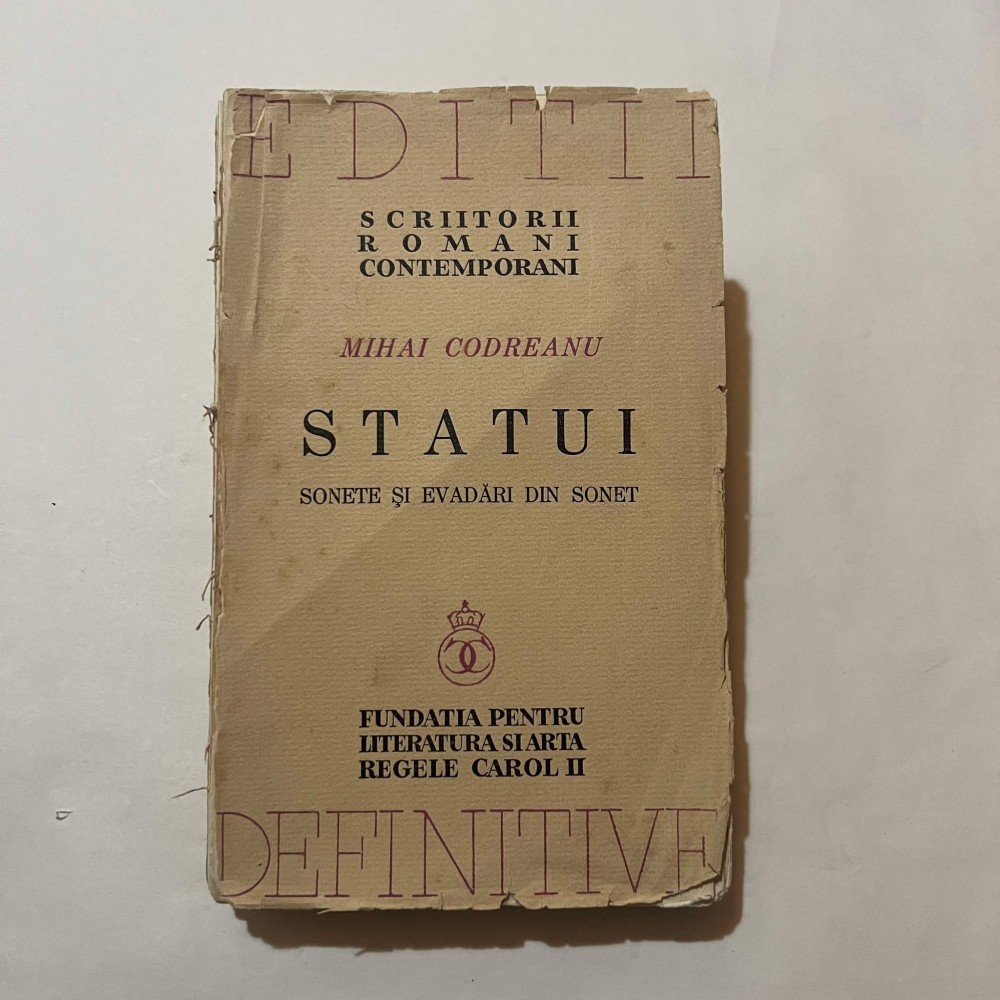 EDITII
SCRIITORII
ROMANI
CONTEMPORANI
MIHAI CODREANU
STATUI
SONETE ȘI EVADĂRI DIN SONET
FUNDATIA PENTRU
LITERATURA SI ARTA
REGELE CAROL II
DEFINITIVE